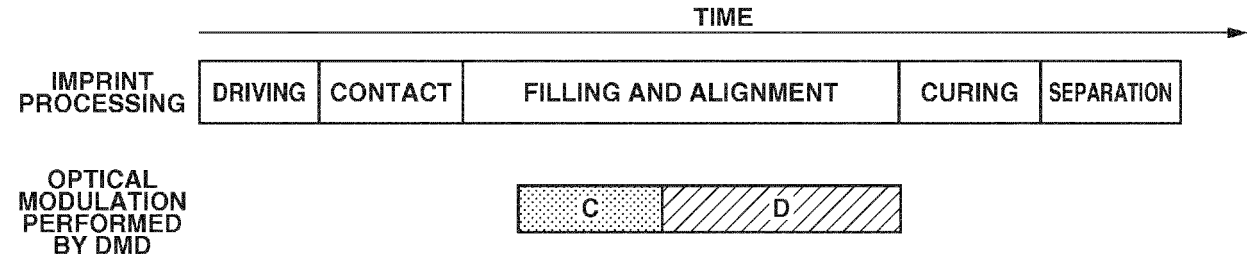 TIME
IMPRINT
PROCESSING
DRIVING
CONTACT
FILLING AND ALIGNMENT
CURING
SEPARATION
OPTICAL
MODULATION
PERFORMED
BY DMD
C
D